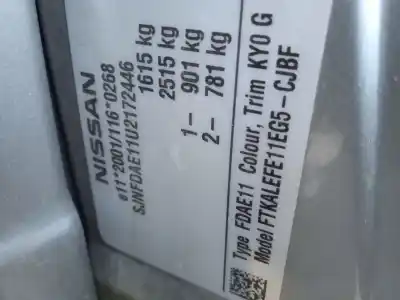 NISSAN
e11*2001/116*0268
SJNFDAE11U2172446
1615 kg
2515 kg
1– 901 kg
2– 781 kg
Type FDAE11 Colour, Trim KY0 G
Model FTKALEFE11EG5-CJBF